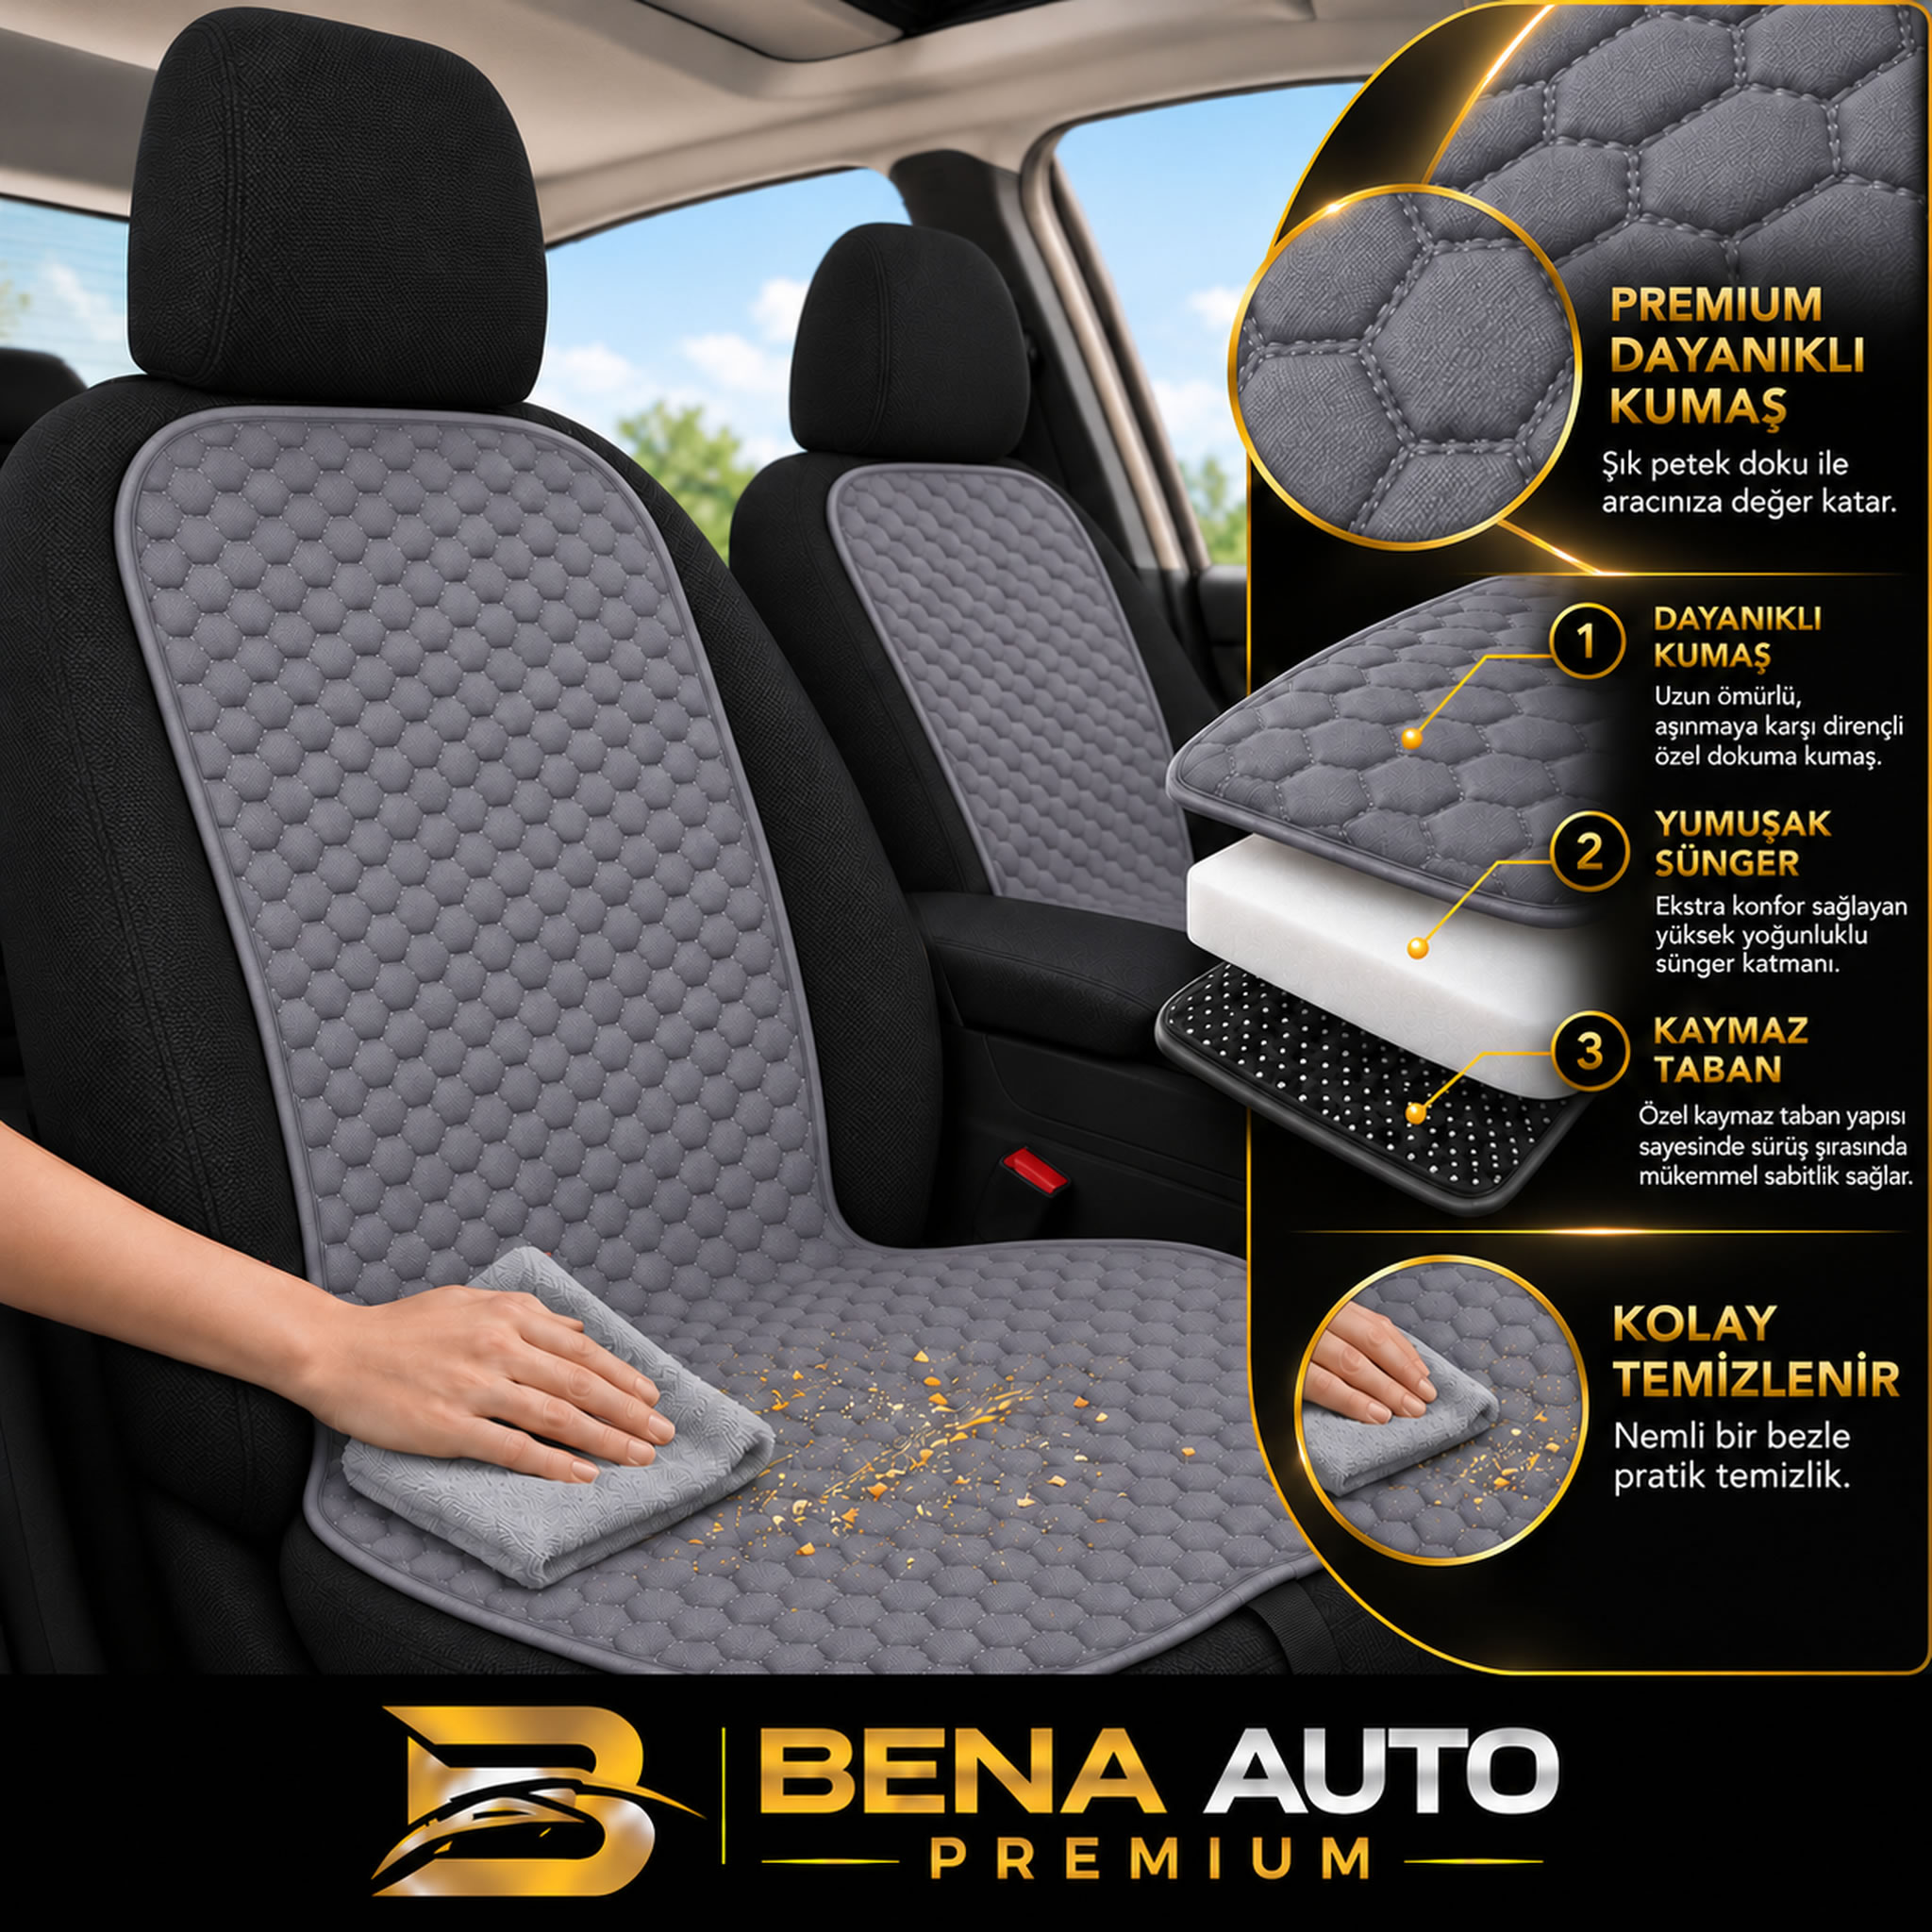 PREMIUM
DAYANIKLI
KUMAŞ
Şık petek doku ile
aracınıza değer katar.
1
DAYANIKLI
KUMAŞ
Uzun ömürlü,
aşınmaya karşı dirençli
özel dokuma kumaş.
2
YUMUŞAK
SÜNGER
Ekstra konfor sağlayan
yüksek yoğunluklu
sünger katmanı.
3
KAYMAZ
TABAN
Özel kaymaz taban yapısı
sayesinde sürüş şırasında
mükemmel sabitlik sağlar.
KOLAY
TEMİZLENİR
Nemli bir bezle
pratik temizlik.
B
BENA AUTO
PREMIUM